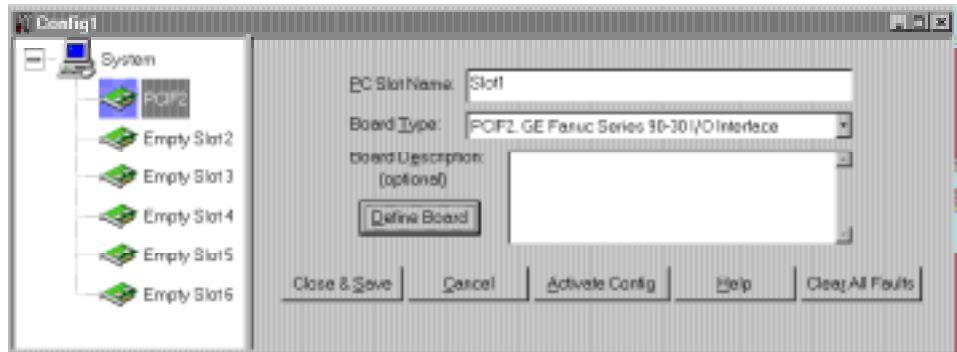 Config1
System
PCIF2
Empty Slot 2
Empty Slot 3
Empty Slot 4
Empty Slot 5
Empty Slot 6
PC Slot Name: Slot1
Board Type: PCIF2, GE Fanuc Series 90-30 I/O Interface
Board Description:
(optional)
Define Board
Close & Save Cancel Activate Config Help Clear All Faults